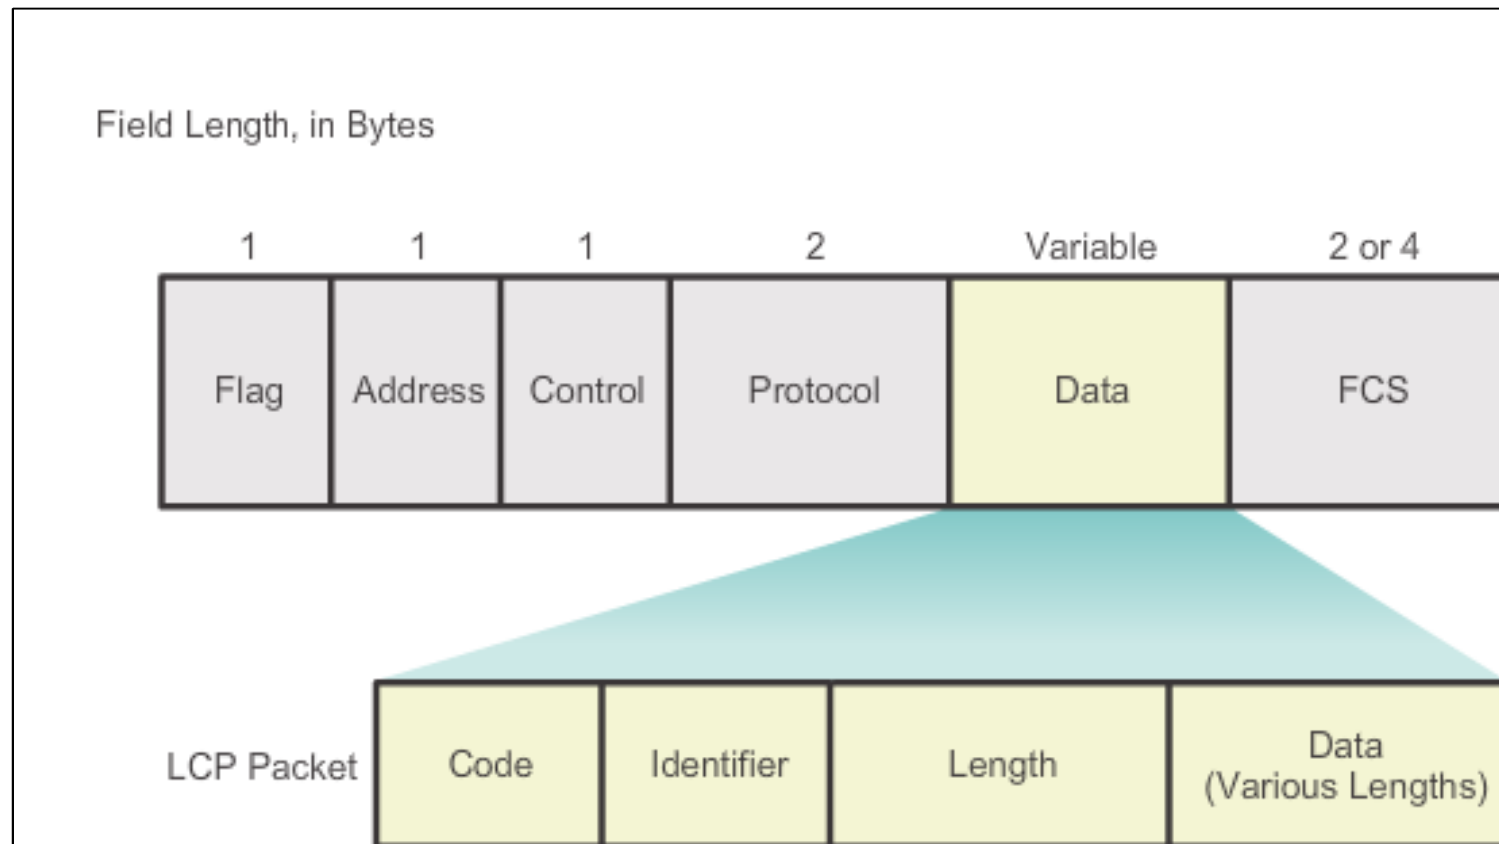 Field Length, in Bytes
1 1 1 2 Variable 2 or 4
Flag Address Control Protocol Data FCS
LCP Packet Code Identifier Length Data
(Various Lengths)